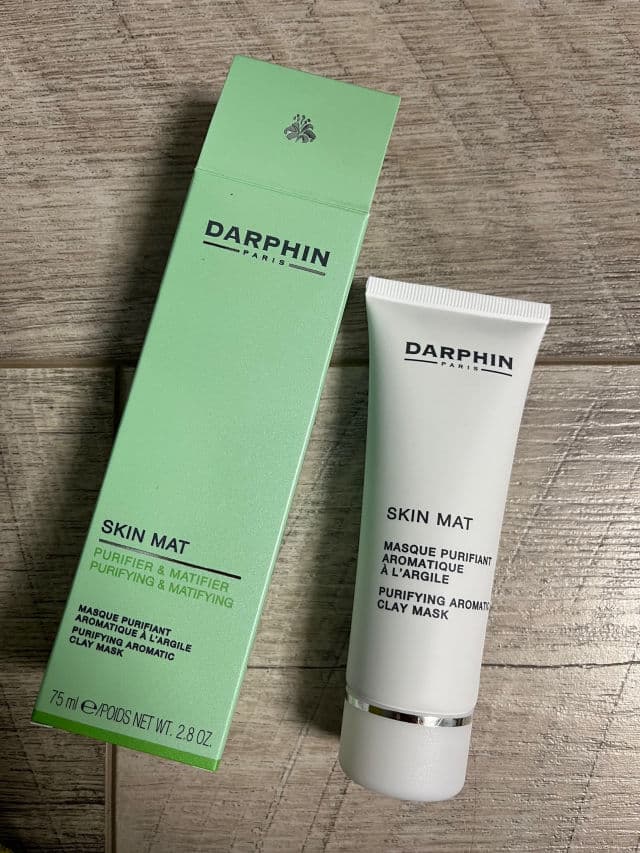 DARPHIN
PARIS
SKIN MAT
PURIFIER & MATIFIER
PURIFYING & MATIFYING
MASQUE PURIFIANT
AROMATIQUE À L'ARGILE
PURIFYING AROMATIC
CLAY MASK
75 ml e/POIDS NET WT. 2.8 OZ.
DARPHIN
PARIS
SKIN MAT
MASQUE PURIFIANT
AROMATIQUE
À L'ARGILE
PURIFYING AROMATIC
CLAY MASK